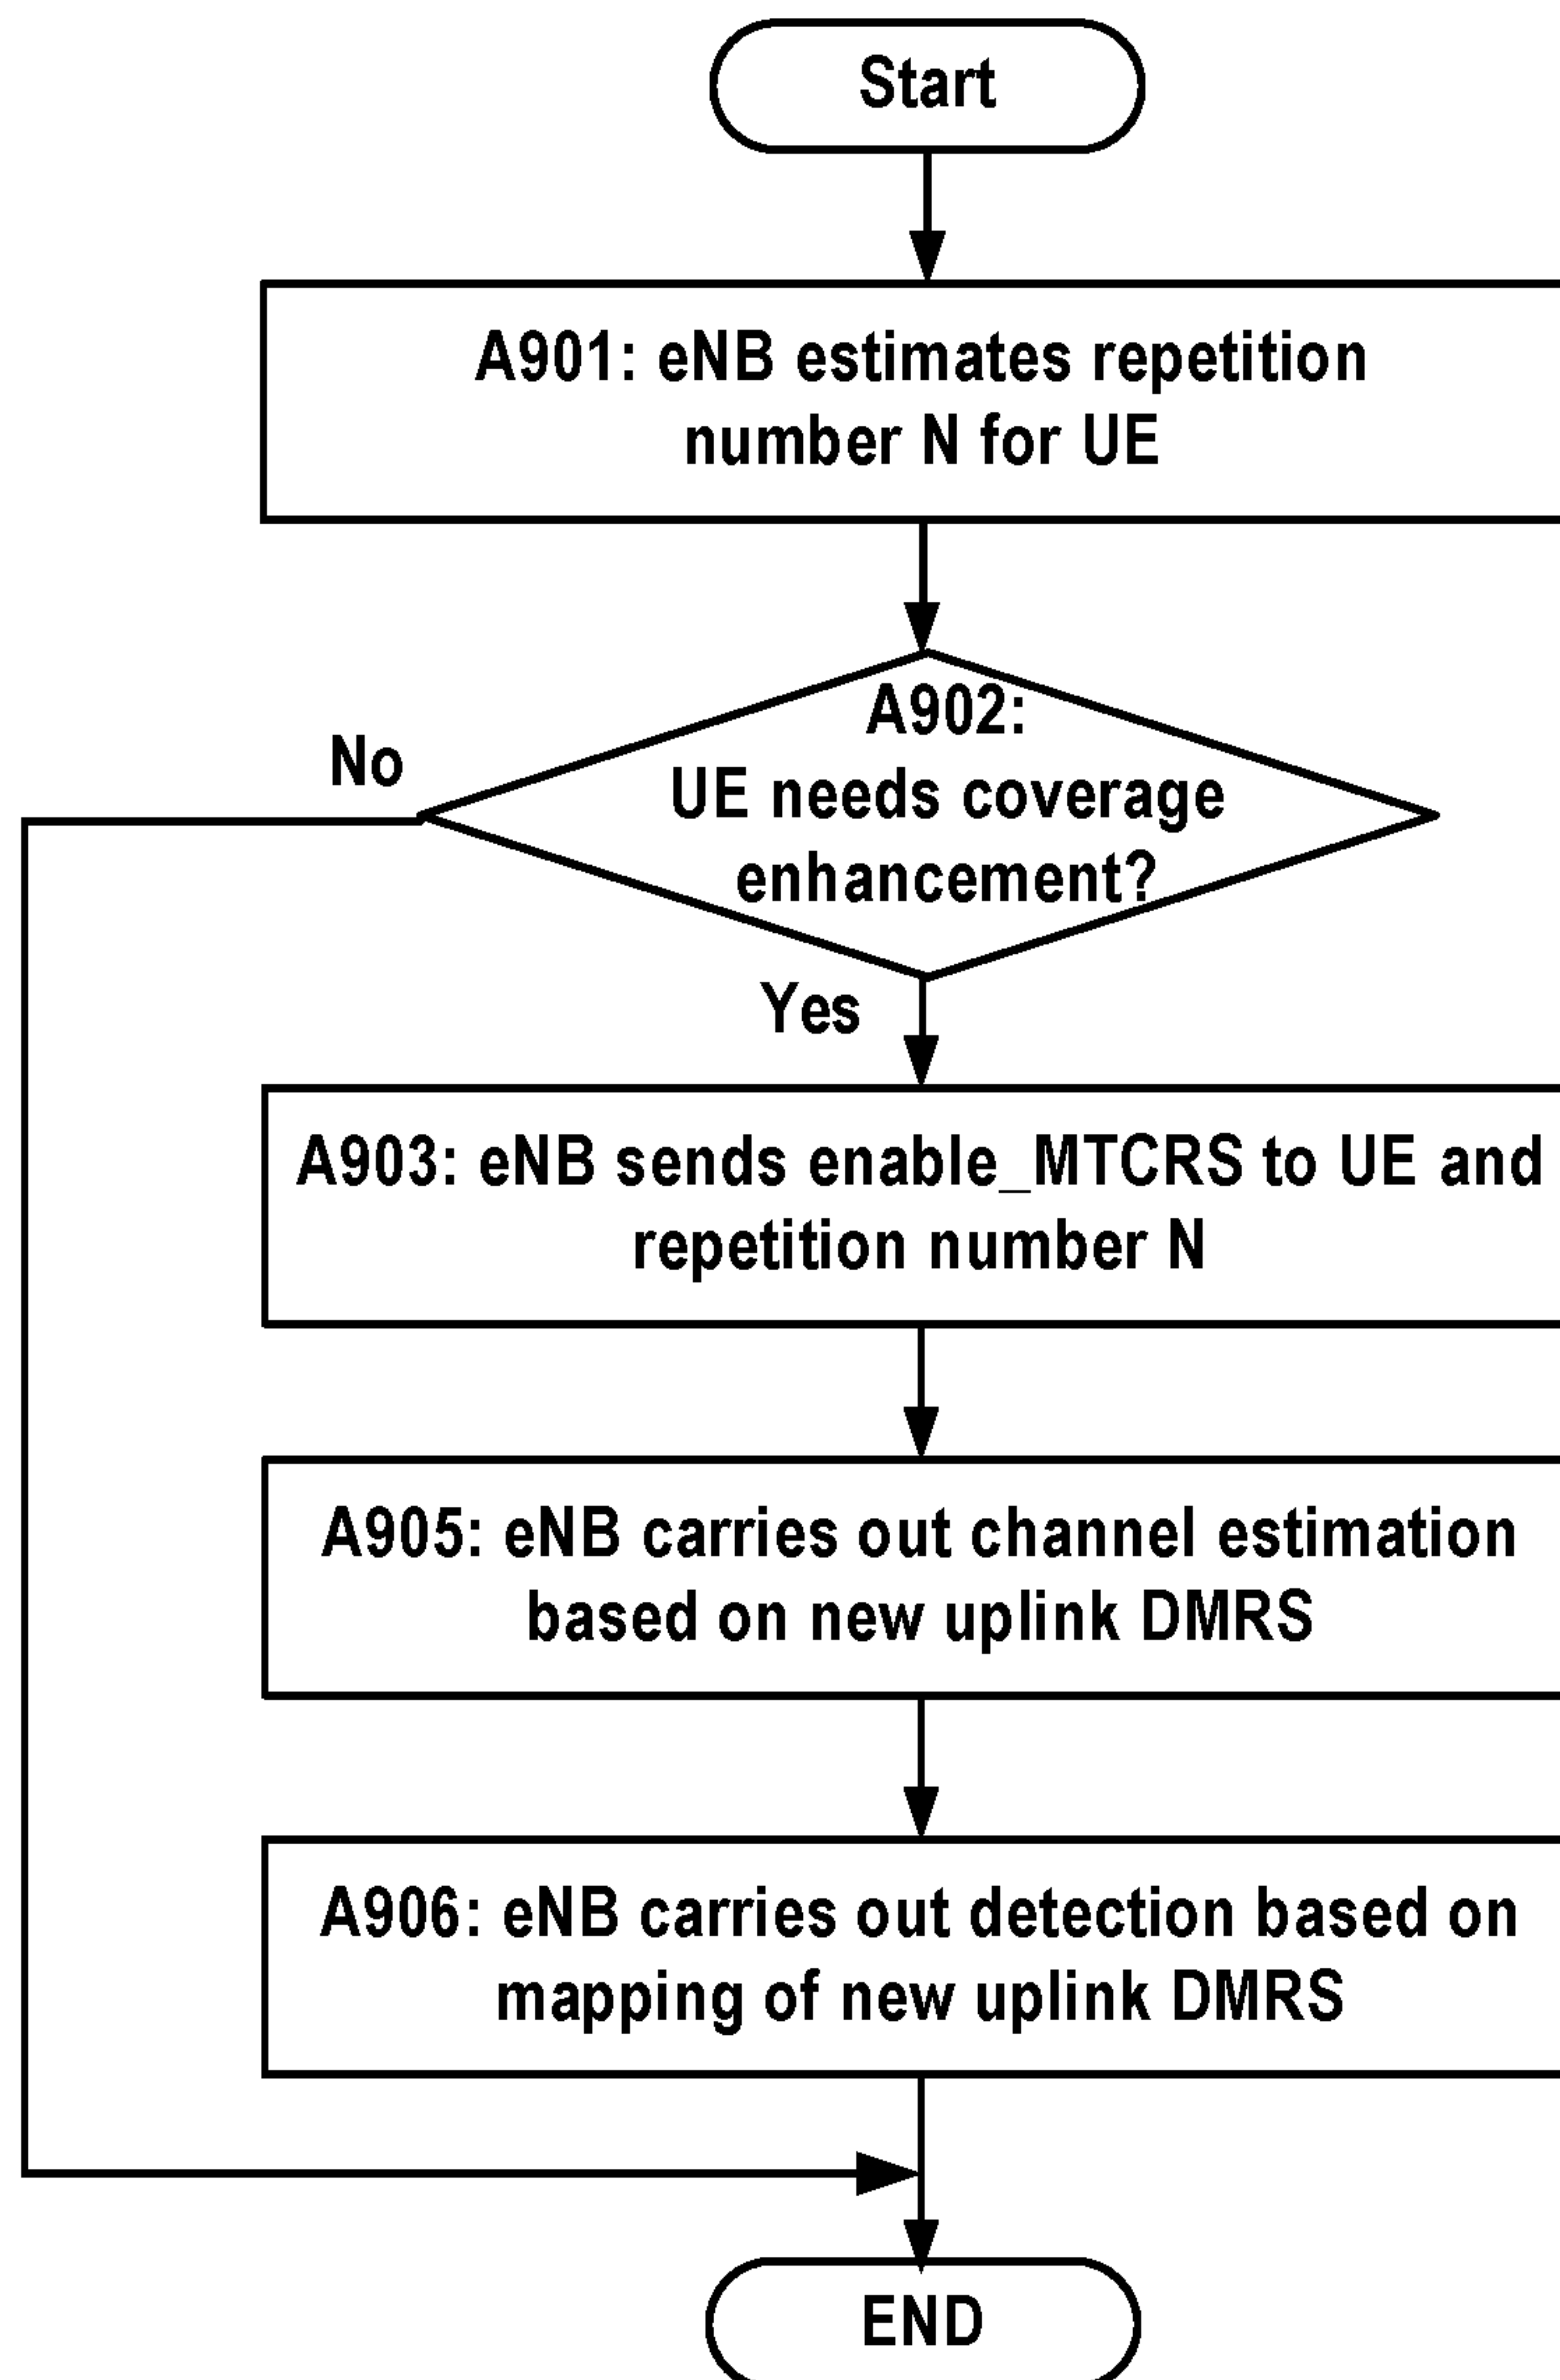 Start
A901: eNB estimates repetition
number N for UE
A902:
UE needs coverage
enhancement?
No
Yes
A903: eNB sends enable_MTCRS to UE and
repetition number N
A905: eNB carries out channel estimation
based on new uplink DMRS
A906: eNB carries out detection based on
mapping of new uplink DMRS
END